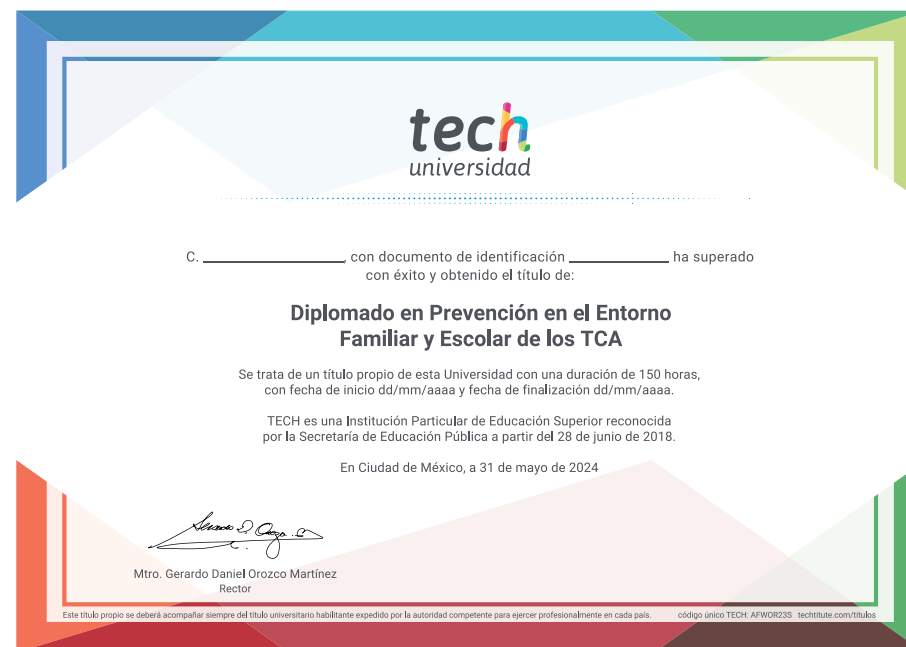 tech
universidad
C. ____________, con documento de identificación ____________ ha superado
con éxito y obtenido el título de:
Diplomado en Prevención en el Entorno
Familiar y Escolar de los TCA
Se trata de un título propio de esta Universidad con una duración de 150 horas,
con fecha de inicio dd/mm/aaaa y fecha de finalización dd/mm/aaaa.
TECH es una Institución Particular de Educación Superior reconocida
por la Secretaría de Educación Pública a partir del 28 de junio de 2018.
En Ciudad de México, a 31 de mayo de 2024
Mtro. Gerardo Daniel Orozco Martínez
Rector
Este título propio se deberá acompañar siempre del título universitario habilitante expedido por la autoridad competente para ejercer profesionalmente en cada país. código único TECH: AFWOR23S techtitute.com/titulos